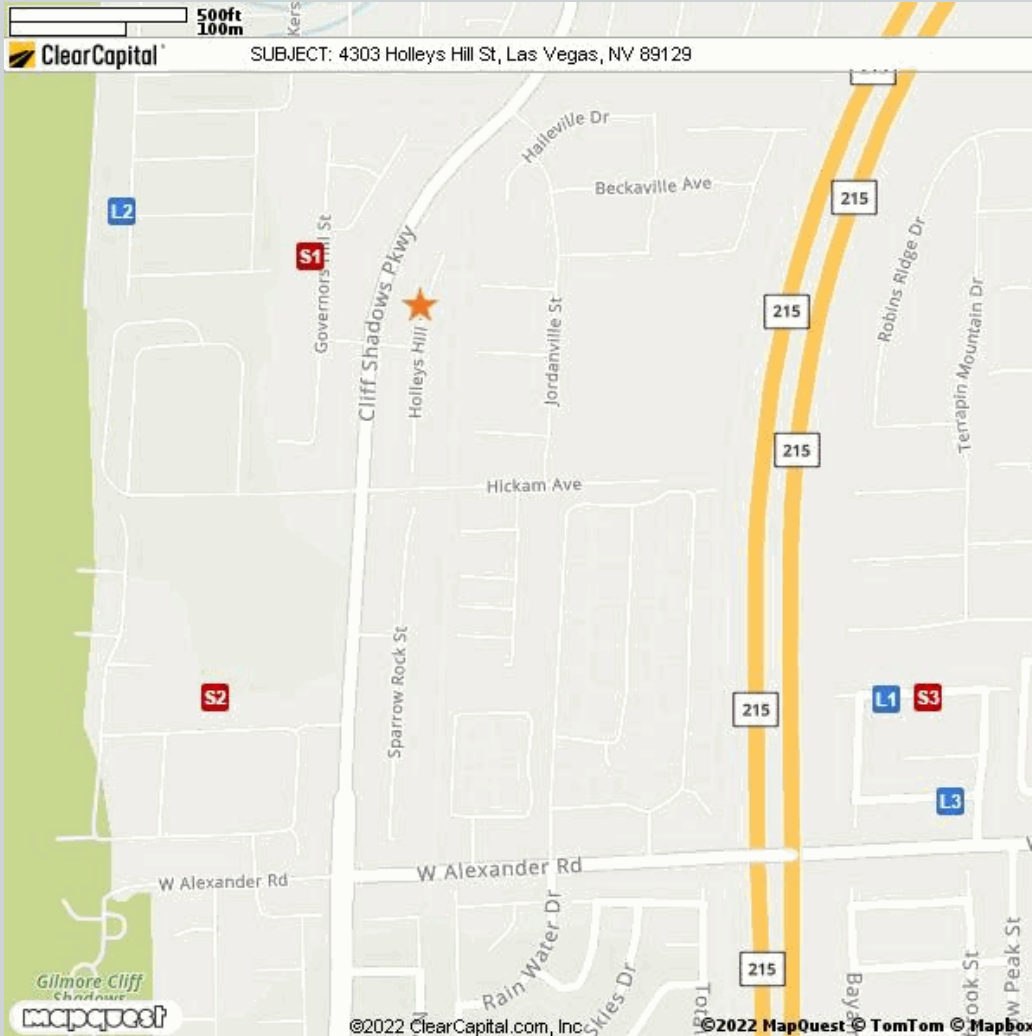 500ft
100m
ClearCapital
SUBJECT: 4303 Holleys Hill St, Las Vegas, NV 89129
Halleville Dr
Beckaville Ave
215
L2
Governors Hill St
S1
Cliff Shadows Pkwy
Robins Ridge Dr
Holleys Hill
Jordanville St
215
Terrapin Mountain Dr
215
Hickam Ave
Sparrow Rock St
S2
215
L1
S3
L3
W Alexander Rd
W Alexander Rd
Rain Water Dr
215
Gilmore Cliff
Shadows
mapquest
©2022 ClearCapital.com, Inc.
©2022 MapQuest © TomTom © Mapb